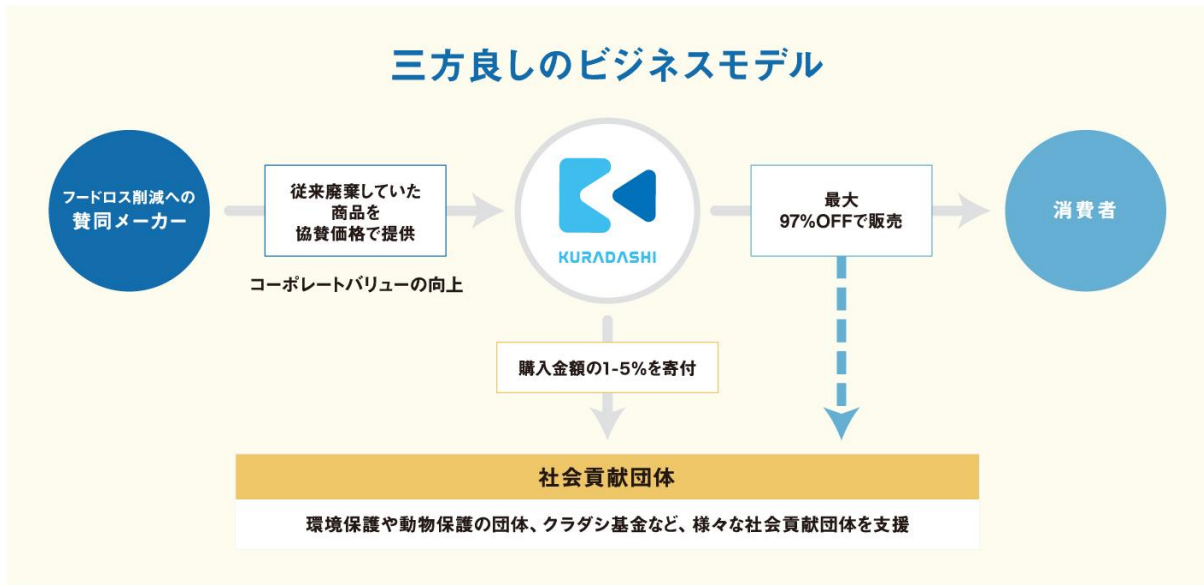 三方良しのビジネスモデル
フードロス削減への
賛同メーカー
従来廃棄していた
商品を
協賛価格で提供
コーポレートバリューの向上
KURADASHI
最大
97%OFFで販売
消費者
購入金額の1-5%を寄付
社会貢献団体
環境保護や動物保護の団体、クラダシ基金など、様々な社会貢献団体を支援